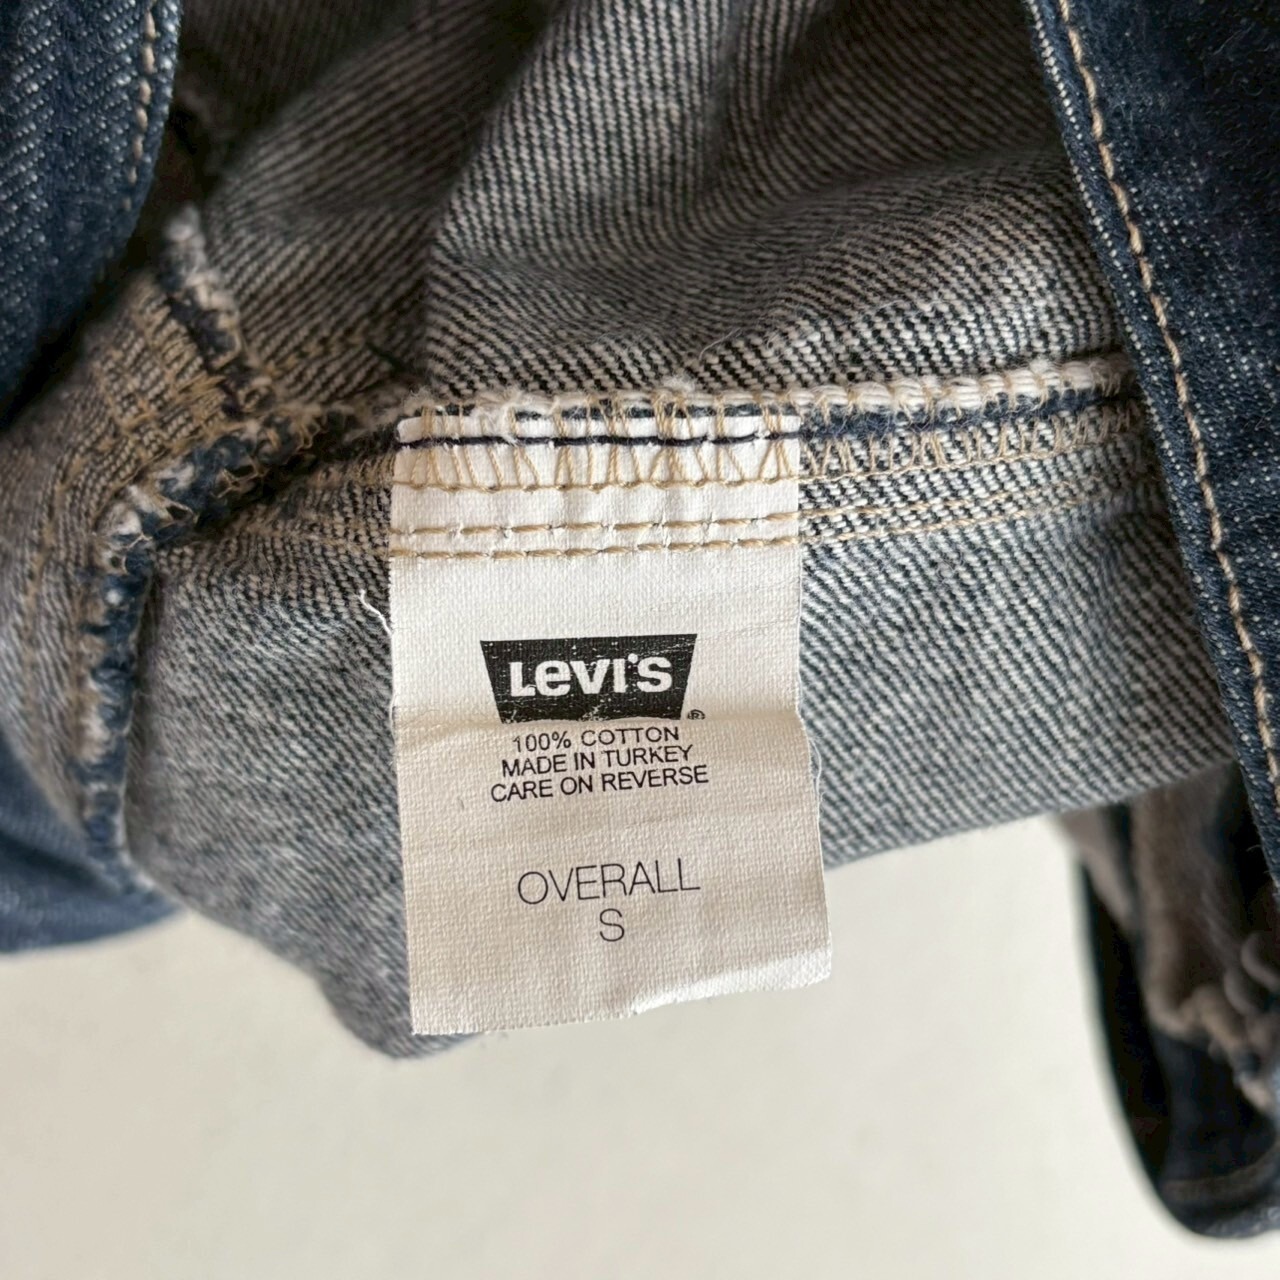 Levi's ®
100% COTTON
MADE IN TURKEY
CARE ON REVERSE
OVERALL
S